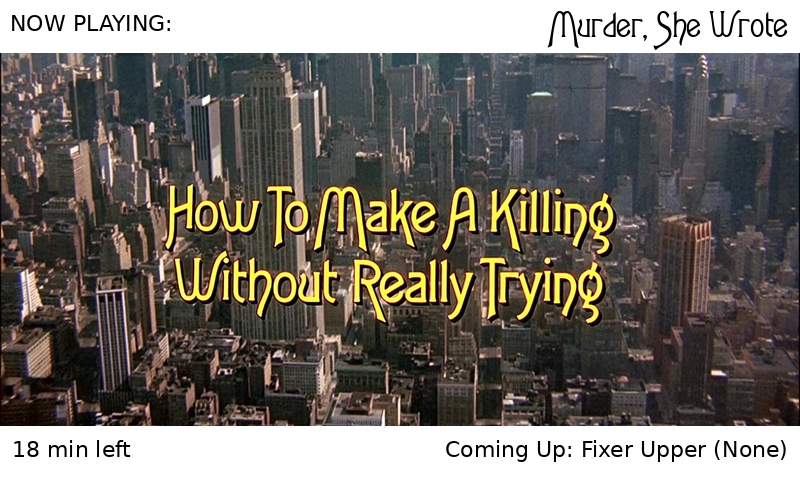 NOW PLAYING:
Murder, She Wrote
How To Make A Killing
Without Really Trying
18 min left
Coming Up: Fixer Upper (None)